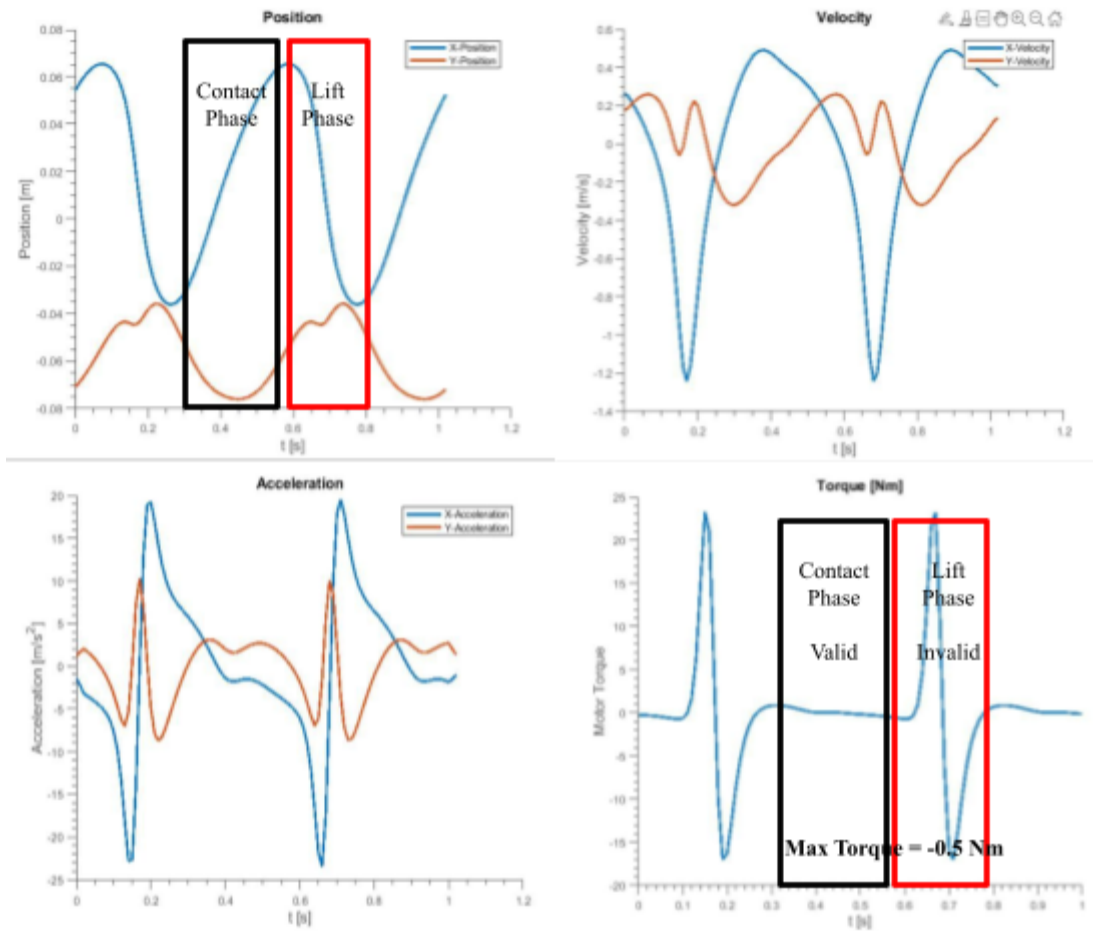 Position
X-Position
Y-Position
Contact
Phase
Lift
Phase
Position [m]
0.08
0.06
0.04
0.02
0
-0.02
-0.04
-0.06
-0.08
0
0.2
0.4
0.6
0.8
1
1.2
t [s]
Velocity
X-Velocity
Y-Velocity
Velocity [m/s]
0.6
0.4
0.2
0
-0.2
-0.4
-0.6
-0.8
-1
-1.2
-1.4
0
0.2
0.4
0.6
0.8
1
1.2
t [s]
Acceleration
X-Acceleration
Y-Acceleration
Acceleration [m/s²]
20
15
10
5
0
-5
-10
-15
-20
-25
0
0.2
0.4
0.6
0.8
1
1.2
t [s]
Torque [Nm]
Contact
Phase
Valid
Lift
Phase
Invalid
Max Torque = -0.5 Nm
Motor Torque
25
20
15
10
5
0
-5
-10
-15
-20
0
0.1
0.2
0.3
0.4
0.5
0.6
0.7
0.8
0.9
1
t [s]